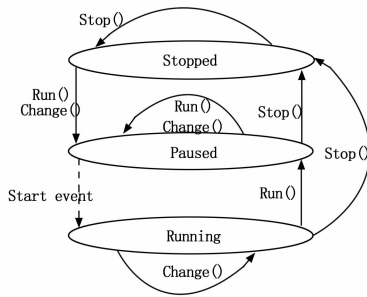 Stop()
Stopped
Run()
Change()
Run()
Change()
Stop()
Paused
Stop()
Start event
Run()
Running
Change()